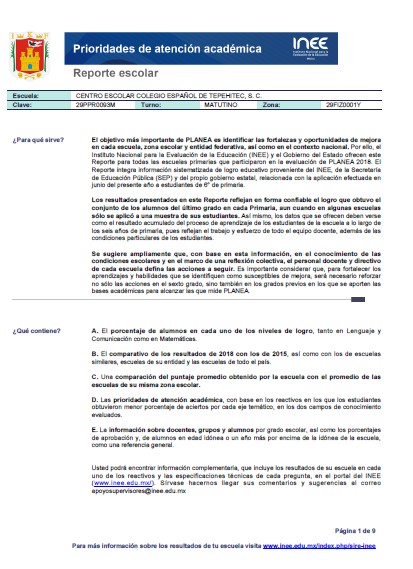 Prioridades de atención académica
INEE
Instituto Nacional para la
Evaluación de la Educación
México
Reporte escolar
Escuela: CENTRO ESCOLAR COLEGIO ESPAÑOL DE TEPEHITEC, S. C.
Clave: 29PPR0093M Turno: MATUTINO Zona: 29FIZ0001Y
¿Para qué sirve?
El objetivo más importante de PLANEA es identificar las fortalezas y oportunidades de mejora
en cada escuela, zona escolar y entidad federativa, así como en el contexto nacional. Por ello, el
Instituto Nacional para la Evaluación de la Educación (INEE) y el Gobierno del Estado ofrecen este
Reporte para todas las escuelas primarias que participaron en la evaluación de PLANEA 2018. El
Reporte integra información sistematizada de logro educativo proveniente del INEE, de la Secretaría
de Educación Pública (SEP) y del propio gobierno estatal, relacionada con la aplicación efectuada en
junio del presente año a estudiantes de 6° de primaria.
Los resultados presentados en este Reporte reflejan en forma confiable el logro que obtuvo el
conjunto de los alumnos del último grado en cada Primaria, aun cuando en algunas escuelas
sólo se aplicó a una muestra de sus estudiantes. Así mismo, los datos que se ofrecen deben verse
como el resultado acumulado del proceso de aprendizaje de los estudiantes de la escuela a lo largo de
los seis años de primaria, pues reflejan el trabajo y esfuerzo de todo el equipo docente, además de las
condiciones particulares de los estudiantes.
Se sugiere ampliamente que, con base en esta información, en el conocimiento de las
condiciones escolares y en el marco de una reflexión colectiva, el personal docente y directivo
de cada escuela defina las acciones a seguir. Es importante considerar que, para fortalecer los
aprendizajes y habilidades que se identifiquen como susceptibles de mejora, será necesario reforzar
no sólo las acciones en el sexto grado, sino también en los grados previos en los que se aporten las
bases académicas para alcanzar las que mide PLANEA.
¿Qué contiene?
A. El porcentaje de alumnos en cada uno de los niveles de logro, tanto en Lenguaje y
Comunicación como en Matemáticas.
B. El comparativo de los resultados de 2018 con los de 2015, así como con los de escuelas
similares, escuelas de su entidad y las escuelas de todo el país.
C. Una comparación del puntaje promedio obtenido por la escuela con el promedio de las
escuelas de su misma zona escolar.
D. Las prioridades de atención académica, con base en los reactivos en los que los estudiantes
obtuvieron menor porcentaje de aciertos por cada eje temático, en los dos campos de conocimiento
evaluados.
E. La información sobre docentes, grupos y alumnos por grado escolar, así como los porcentajes
de aprobación y, de alumnos en edad idónea o un año más por encima de la idónea de la escuela,
como una referencia general.
Usted podrá encontrar información complementaria, que incluye los resultados de su escuela en cada
uno de los reactivos y las especificaciones técnicas de cada pregunta, en el portal del INEE
(www.inee.edu.mx/). Sírvase hacernos llegar sus comentarios y sugerencias al correo
apoyosupervisores@inee.edu.mx
Página 1 de 9
Para más información sobre los resultados de tu escuela visita www.inee.edu.mx/index.php/sire-inee